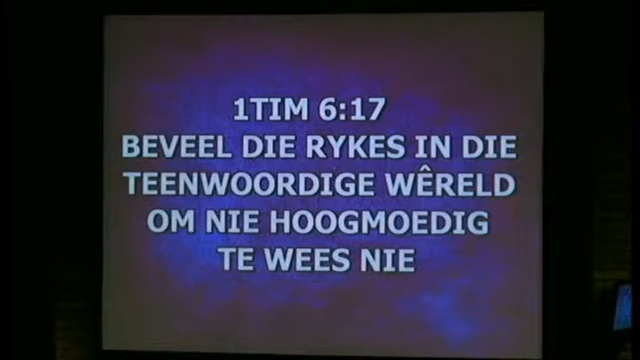 1TIM 6:17
BEVEEL DIE RYKES IN DIE
TEENWOORDIGE WÊRELD
OM NIE HOOGMOEDIG
TE WEES NIE